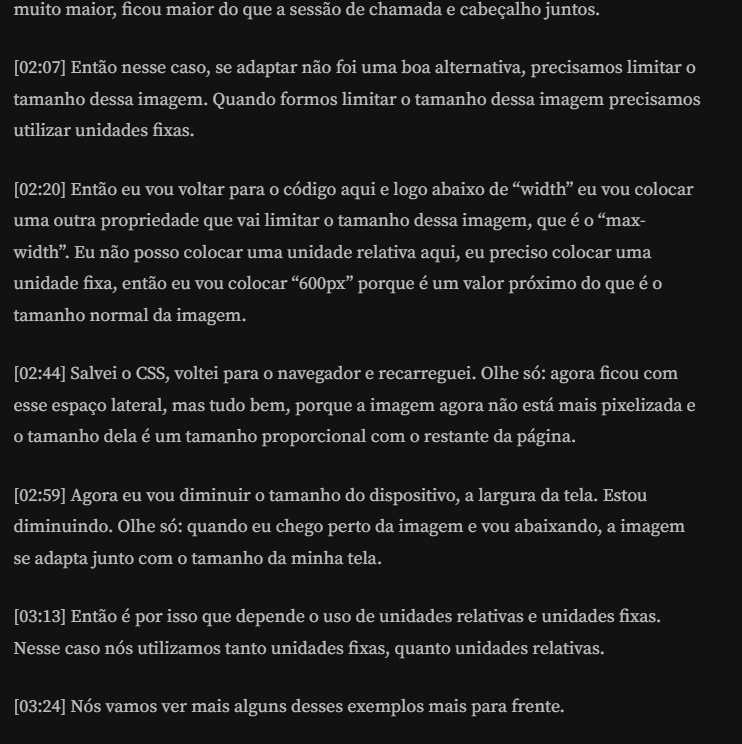 muito maior, ficou maior do que a sessão de chamada e cabeçalho juntos.
[02:07] Então nesse caso, se adaptar não foi uma boa alternativa, precisamos limitar o
tamanho dessa imagem. Quando formos limitar o tamanho dessa imagem precisamos
utilizar unidades fixas.
[02:20] Então eu vou voltar para o código aqui e logo abaixo de “width” eu vou colocar
uma outra propriedade que vai limitar o tamanho dessa imagem, que é o “max-
width”. Eu não posso colocar uma unidade relativa aqui, eu preciso colocar uma
unidade fixa, então eu vou colocar “600px” porque é um valor próximo do que é o
tamanho normal da imagem.
[02:44] Salvei o CSS, voltei para o navegador e recarreguei. Olhe só: agora ficou com
esse espaço lateral, mas tudo bem, porque a imagem agora não está mais pixelizada e
o tamanho dela é um tamanho proporcional com o restante da página.
[02:59] Agora eu vou diminuir o tamanho do dispositivo, a largura da tela. Estou
diminuindo. Olhe só: quando eu chego perto da imagem e vou abaixando, a imagem
se adapta junto com o tamanho da minha tela.
[03:13] Então é por isso que depende o uso de unidades relativas e unidades fixas.
Nesse caso nós utilizamos tanto unidades fixas, quanto unidades relativas.
[03:24] Nós vamos ver mais alguns desses exemplos mais para frente.